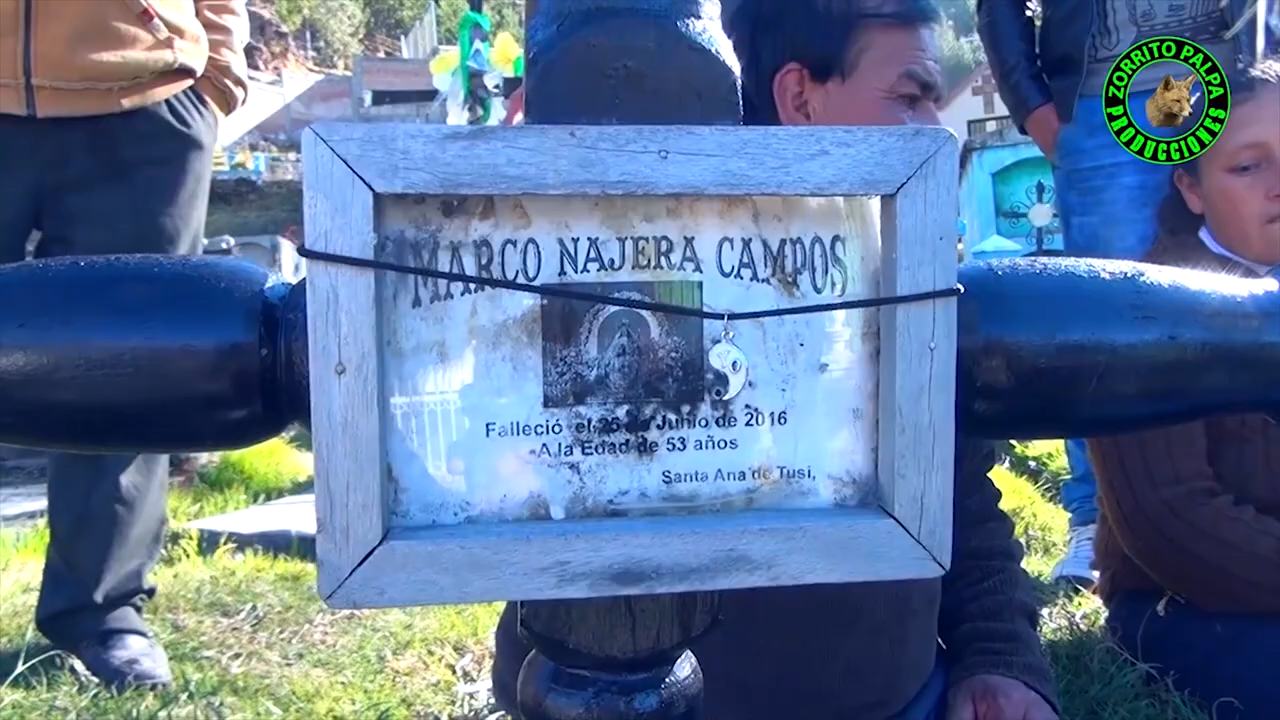 ZORRITO PALPA
PRODUCCIONES
MARCO NAJERA CAMPOS
Falleció el 25 de Junio de 2016
A la Edad de 53 años
Santa Ana de Tusi,